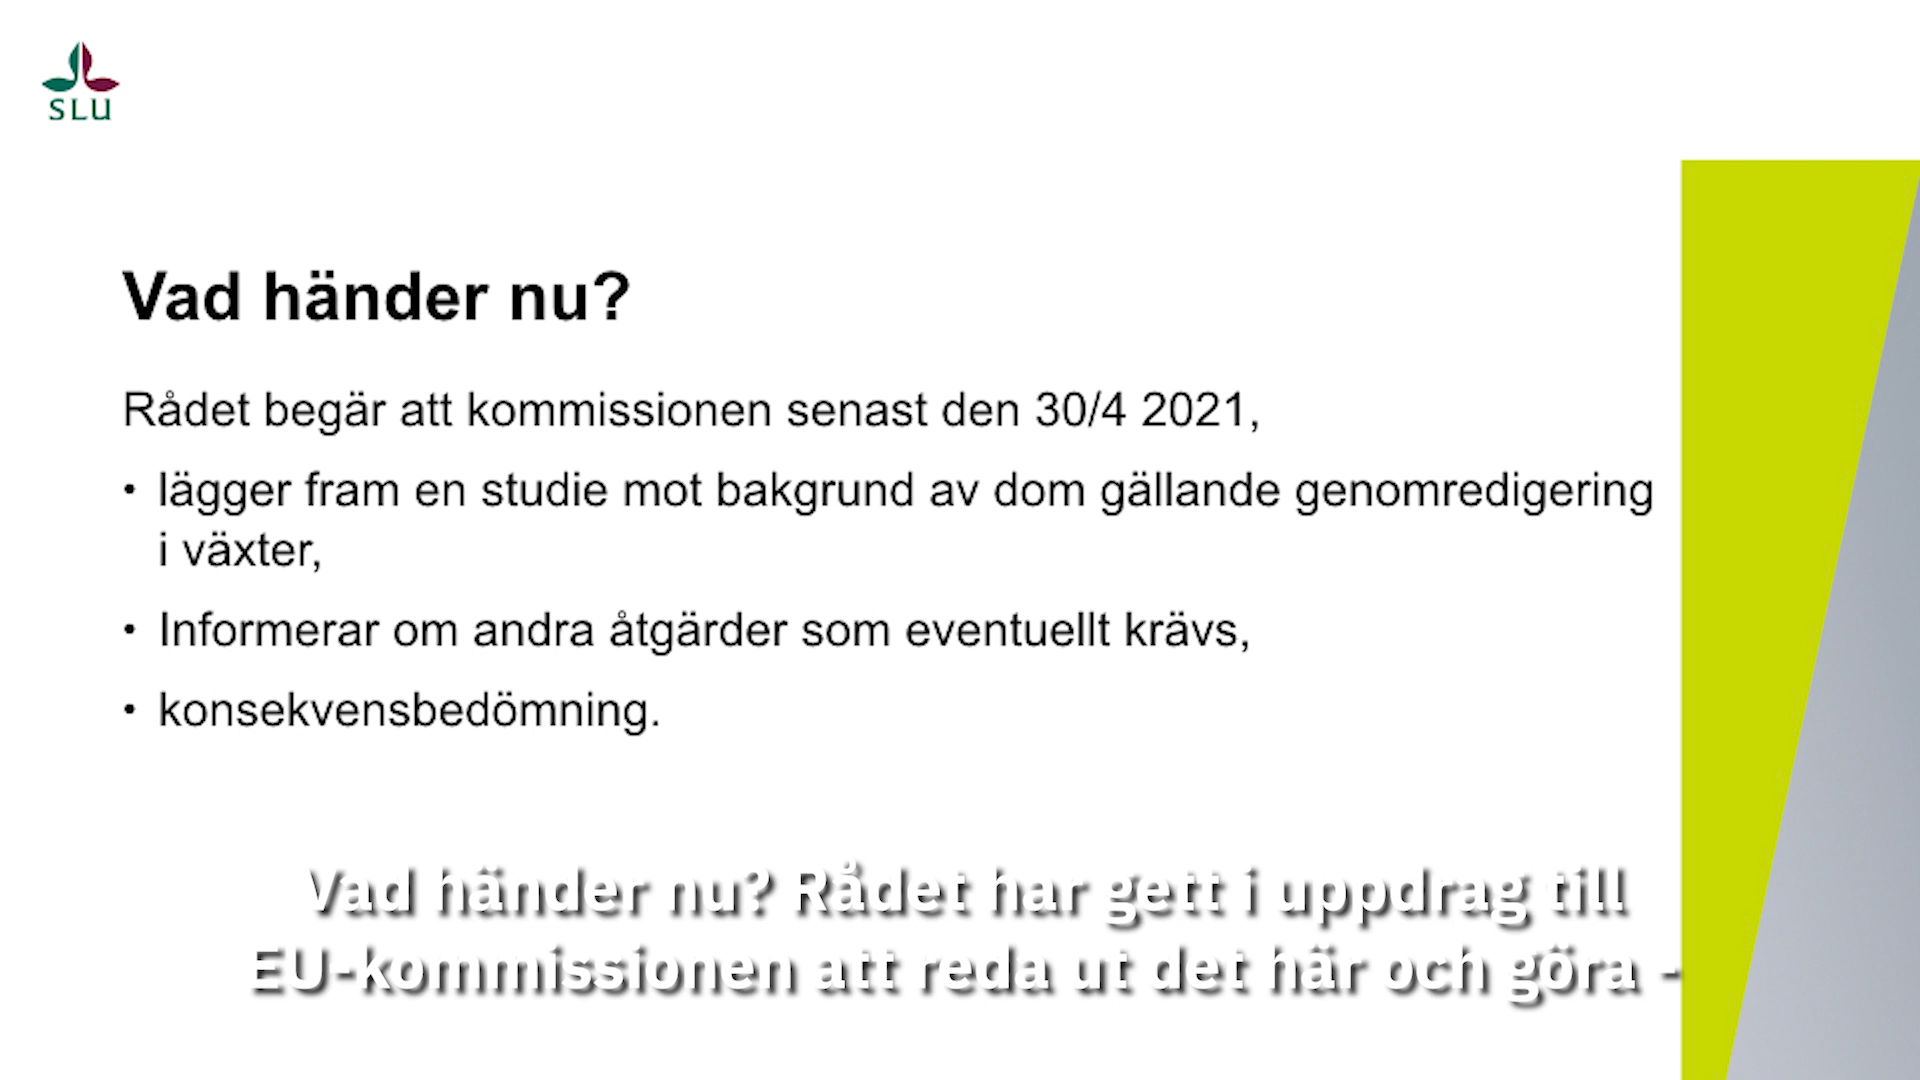 SLU
Vad händer nu?
Rådet begär att kommissionen senast den 30/4 2021,
• lägger fram en studie mot bakgrund av dom gällande genomredigering
i växter,
• Informerar om andra åtgärder som eventuellt krävs,
• konsekvensbedömning.
Vad händer nu? Rådet har gett i uppdrag till
EU-kommissionen att reda ut det här och göra -